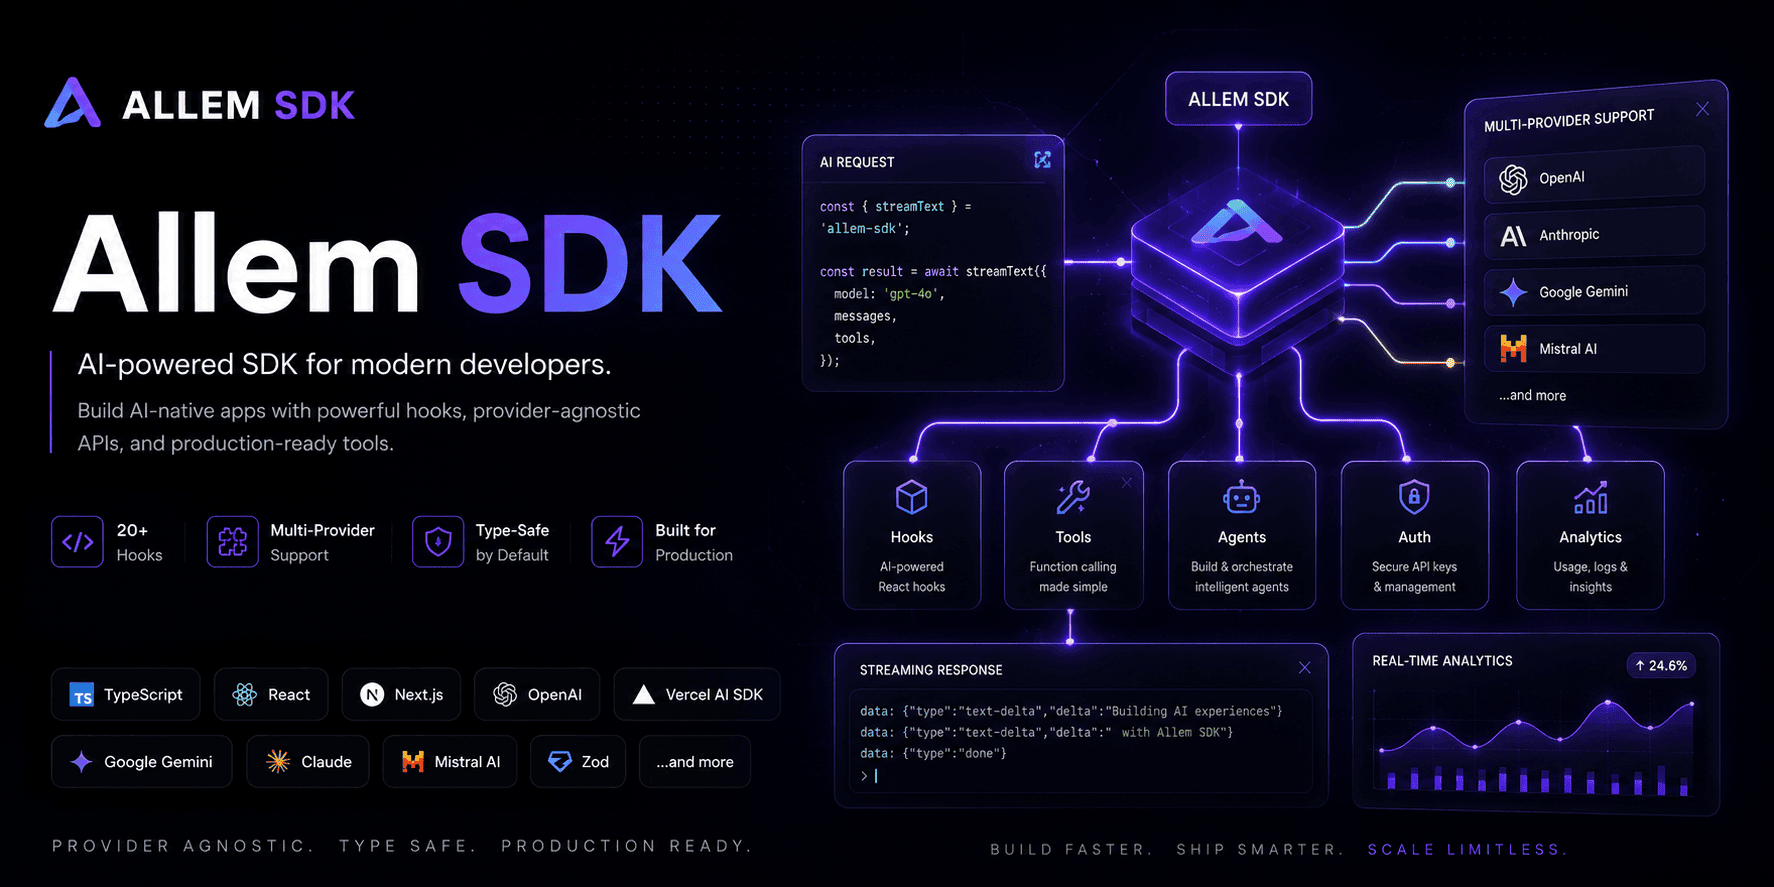 ALLEM SDK
Allem SDK
AI-powered SDK for modern developers.
Build AI-native apps with powerful hooks, provider-agnostic
APIs, and production-ready tools.
20+
Hooks
Multi-Provider
Support
Type-Safe
by Default
Built for
Production
TS TypeScript
React
N Next.js
OpenAI
Vercel AI SDK
Google Gemini
Claude
Mistral AI
Zod
...and more
PROVIDER AGNOSTIC. TYPE SAFE. PRODUCTION READY.
ALLEM SDK
AI REQUEST
const { streamText } =
'allem-sdk';
const result = await streamText({
model: 'gpt-4o',
messages,
tools,
});
MULTI-PROVIDER SUPPORT
OpenAI
Anthropic
Google Gemini
Mistral AI
...and more
Hooks
AI-powered
React hooks
Tools
Function calling
made simple
Agents
Build & orchestrate
intelligent agents
Auth
Secure API keys
& management
Analytics
Usage, logs &
insights
STREAMING RESPONSE
data: {"type":"text-delta","delta":"Building AI experiences"}
data: {"type":"text-delta","delta":" with Allem SDK"}
data: {"type":"done"}
>
REAL-TIME ANALYTICS
↑ 24.6%
BUILD FASTER. SHIP SMARTER. SCALE LIMITLESS.